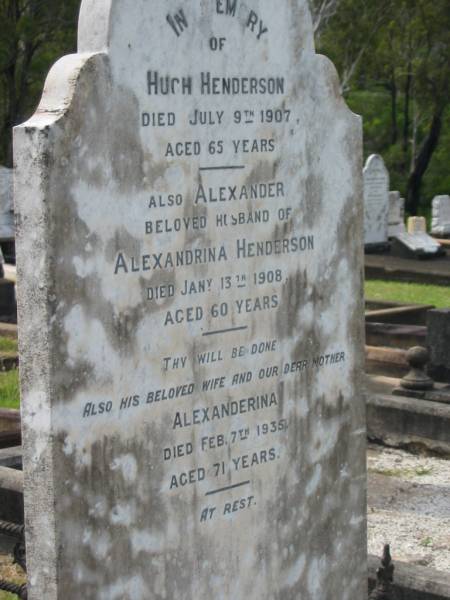 IN MEMORY
OF
HUGH HENDERSON
DIED JULY 9TH 1907,
AGED 65 YEARS
ALSO ALEXANDER
BELOVED HUSBAND OF
ALEXANDRINA HENDERSON
DIED JANY 13TH 1908,
AGED 60 YEARS
THY WILL BE DONE
ALSO HIS BELOVED WIFE AND OUR DEAR MOTHER
ALEXANDERINA
DIED FEB. 7TH 1935.
AGED 71 YEARS.
AT REST.